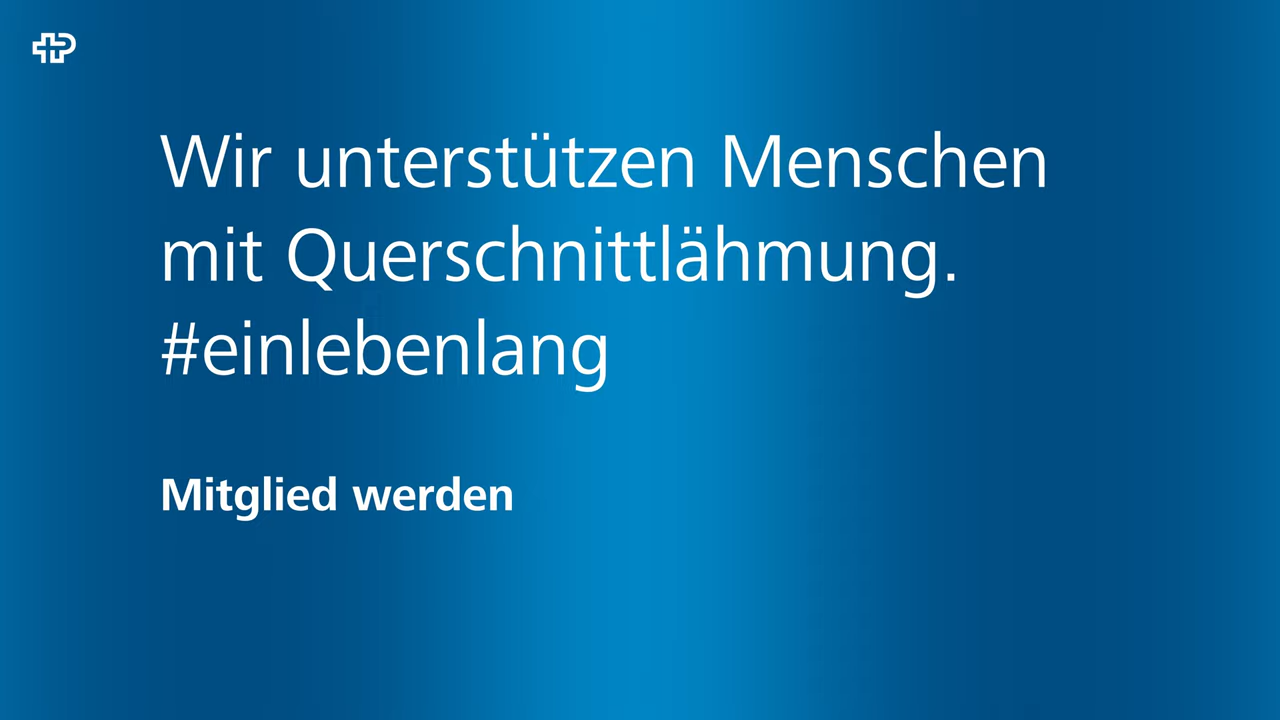 Wir unterstützen Menschen
mit Querschnittlähmung.
#einlebenlang
Mitglied werden